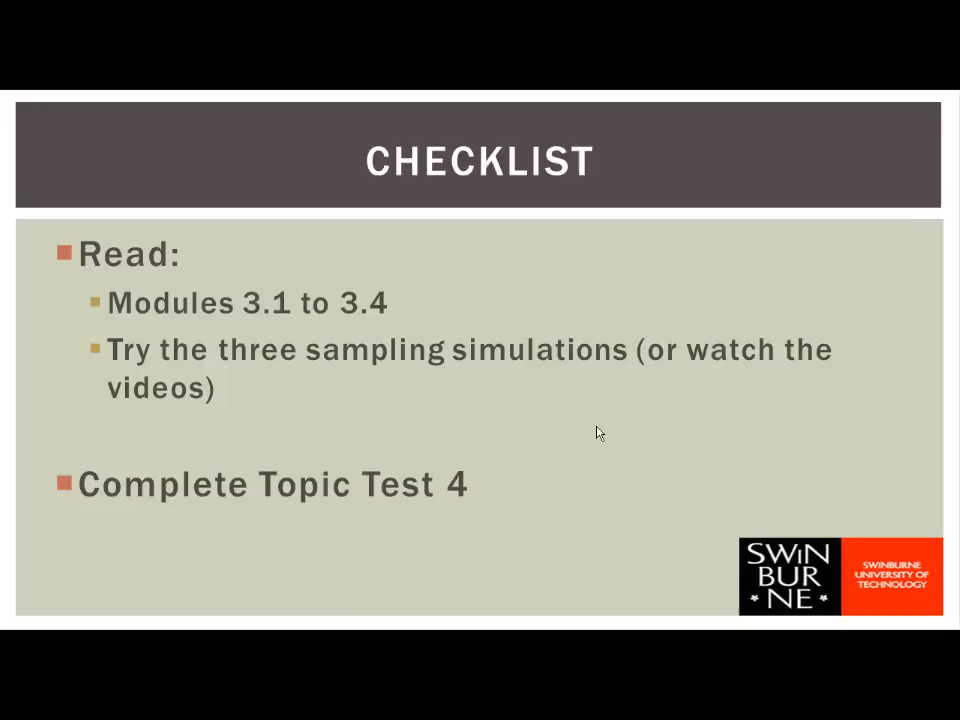 CHECKLIST
Read:
Modules 3.1 to 3.4
Try the three sampling simulations (or watch the
videos)
Complete Topic Test 4
SWiN
BUR
NE
SWINBURNE
UNIVERSITY OF
TECHNOLOGY